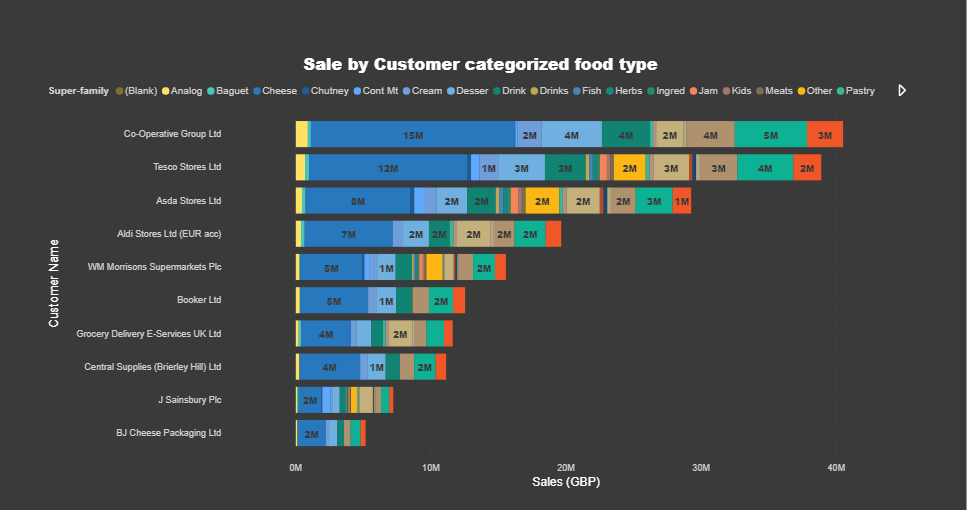 Sale by Customer categorized food type
Super-family (Blank) Analog Baguet Cheese Chutney Cont Mt Cream Desser Drink Drinks Fish Herbs Ingred Jam Kids Meats Other Pastry
Customer Name
Co-Operative Group Ltd 15M 2M 4M 4M 2M 4M 5M 3M
Tesco Stores Ltd 12M 1M 3M 3M 2M 3M 3M 4M 2M
Asda Stores Ltd 8M 2M 2M 2M 2M 2M 3M 1M
Aldi Stores Ltd (EUR acc) 7M 2M 2M 2M 2M 2M
WM Morrisons Supermarkets Plc 5M 1M 2M
Booker Ltd 5M 1M 2M
Grocery Delivery E-Services UK Ltd 4M 2M
Central Supplies (Brierley Hill) Ltd 4M 1M 2M
J Sainsbury Plc 2M
BJ Cheese Packaging Ltd 2M
0M 10M 20M 30M 40M
Sales (GBP)